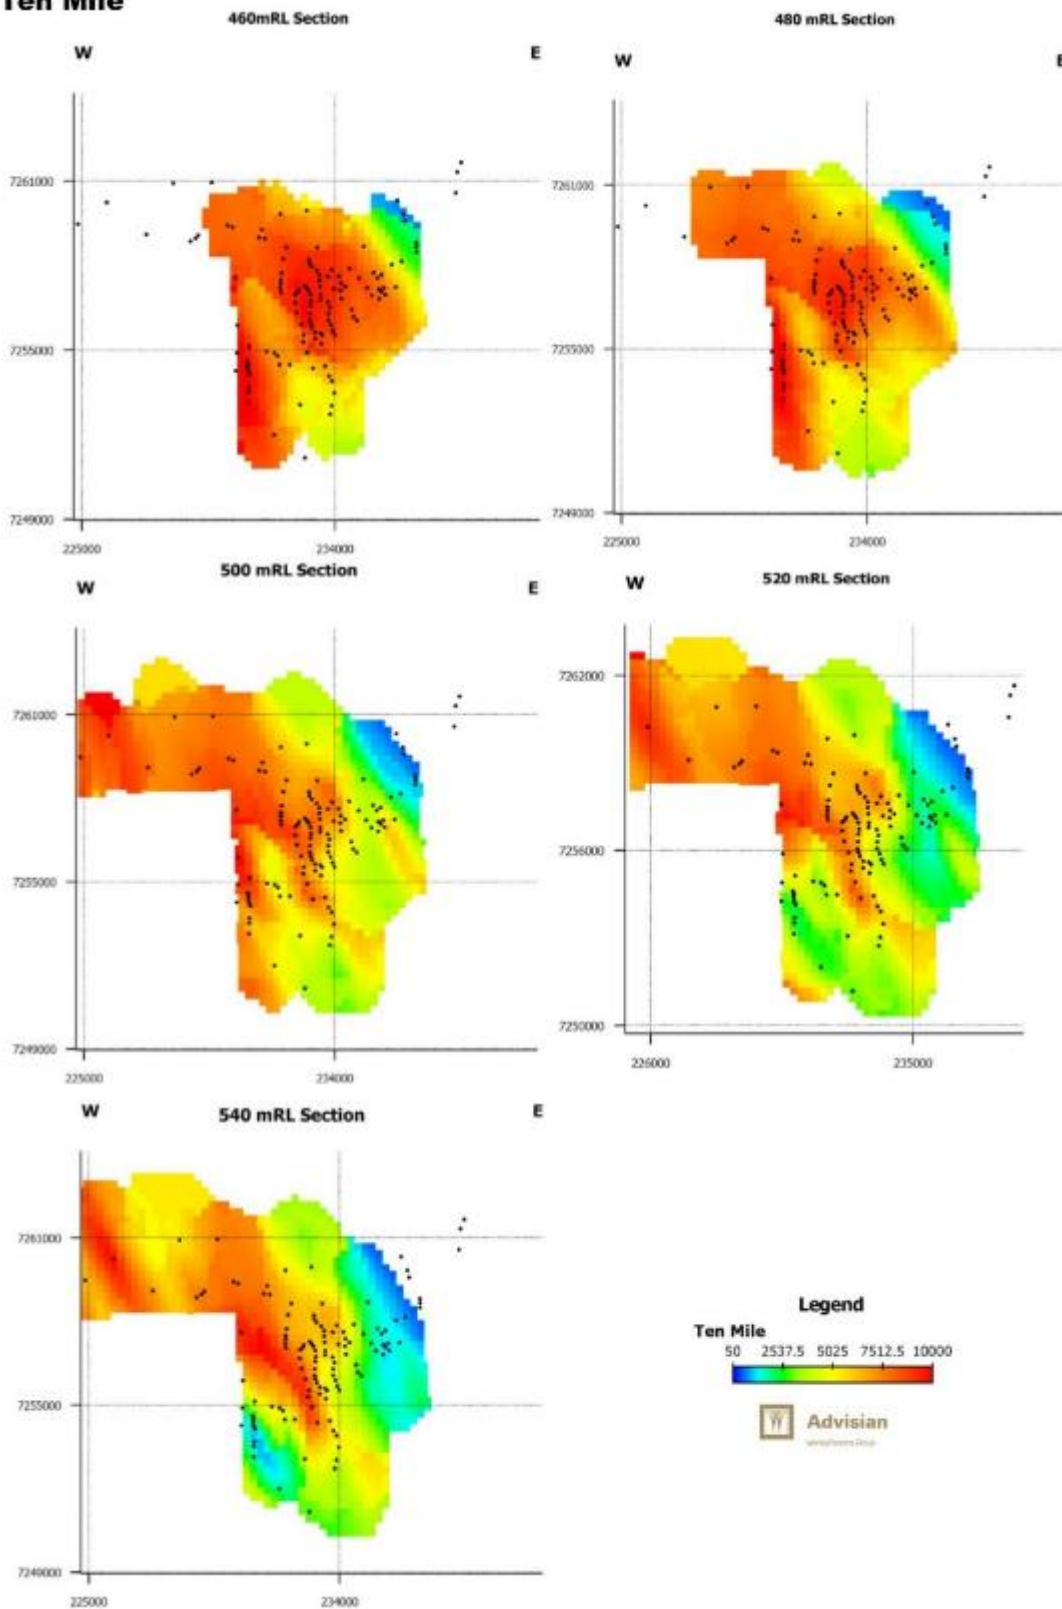 Ten Mile
460mRL Section
480 mRL Section
W
E
W
E
7261000
7255000
7249000
225000
234000
7261000
7255000
7249000
225000
234000
500 mRL Section
520 mRL Section
W
E
W
7261000
7255000
7249000
225000
234000
7262000
7256000
7250000
226000
235000
W
540 mRL Section
E
7261000
7255000
7249000
225000
234000
Legend
Ten Mile
50 2537.5 5025 7512.5 10000
Advisian